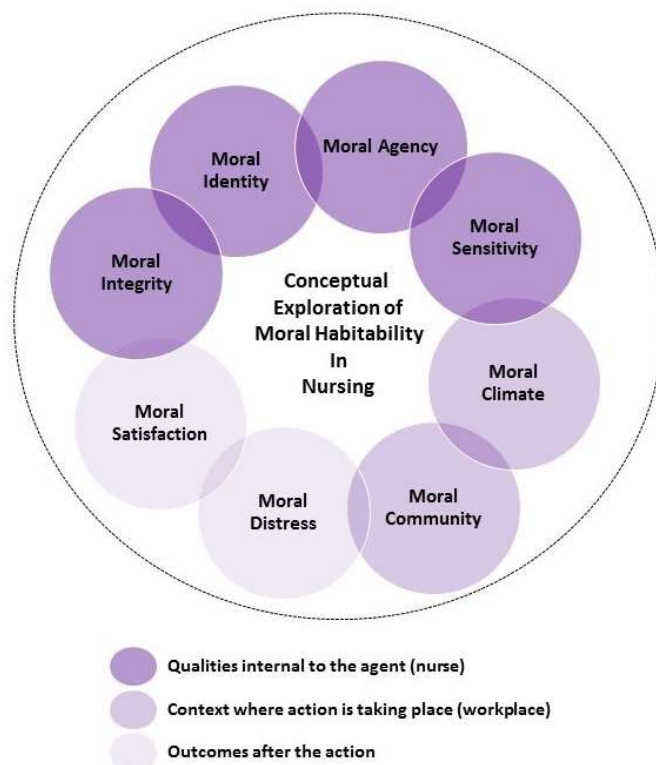 Moral Agency
Moral
Identity
Moral
Sensitivity
Moral
Integrity
Conceptual
Exploration of
Moral Habitability
In
Nursing
Moral
Climate
Moral
Satisfaction
Moral
Distress
Moral
Community
Qualities internal to the agent (nurse)
Context where action is taking place (workplace)
Outcomes after the action